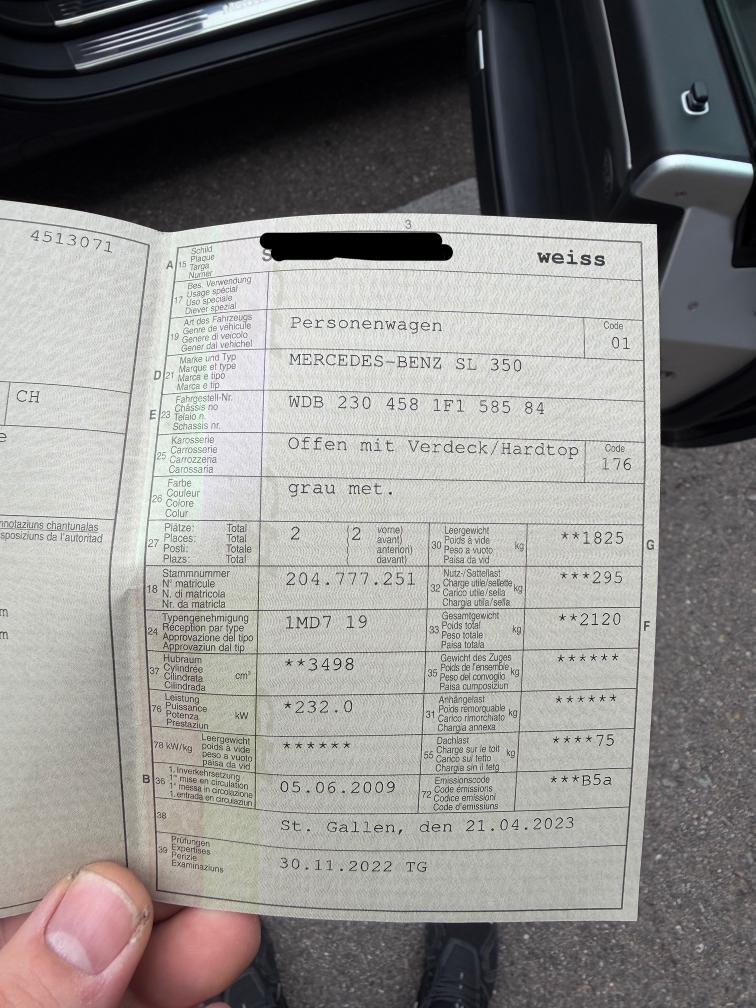 4513071
CH
e
nnotaziuns chantunalas
sposiziuns da l'autoritad
m
m
3
A 15 Schild
Plaque
Targa
Numer
S
weiss
17 Bes. Verwendung
Usage spécial
Uso speciale
Diever spezial
19 Art des Fahrzeugs
Genre de véhicule
Genere di veicolo
Gener dal vehichel
Personenwagen
Code
01
D 21 Marke und Typ
Marque et type
Marca e tipo
Marca e tip
MERCEDES-BENZ SL 350
E 23 Fahrgestell-Nr.
Châssis no
Telaio n.
Schassis nr.
WDB 230 458 1F1 585 84
25 Karosserie
Carrosserie
Carrozzeria
Carossaria
Offen mit Verdeck/Hardtop
Code
176
26 Farbe
Couleur
Colore
Colur
grau met.
27 Plätze: Total
Places: Total
Posti: Totale
Plazs: Total
2
(2 vorne)
avant)
anteriori)
davant)
30 Leergewicht
Poids à vide
Peso a vuoto
Paisa da vid
kg
**1825
G
18 Stammnummer
N° matricule
N. di matricola
Nr. da matricla
204.777.251
32 Nutz-/Sattellast
Charge utile/sellette
Carico utile/sella
Chargia utila/sella
kg
***295
24 Typengenehmigung
Réception par type
Approvazione del tipo
Approvaziun dal tip
1MD7 19
33 Gesamtgewicht
Poids total
Peso totale
Paisa totala
kg
**2120
F
37 Hubraum
Cylindrée
Cilindrata
Cilindrada
cm³
**3498
35 Gewicht des Zuges
Poids de l'ensemble
Peso del convoglio
Paisa cumposiziun
kg
******
76 Leistung
Puissance
Potenza
Prestaziun
kW
*232.0
31 Anhängelast
Poids remorquable
Carico rimorchiato
Chargia annexa
kg
******
78 kW/kg Leergewicht
poids à vide
peso a vuoto
paisa da vid
******
55 Dachlast
Charge sur le toit
Carico sul tetto
Chargia sin il tetg
kg
****75
B 36 1. Inverkehrsetzung
1re mise en circulation
1a messa in circolazione
1. entrada en circulaziun
05.06.2009
72 Emissionscode
Code émissions
Codice emissioni
Code d'emissiuns
***B5a
38
St. Gallen, den 21.04.2023
39 Prüfungen
Expertises
Perizie
Examinaziuns
30.11.2022 TG